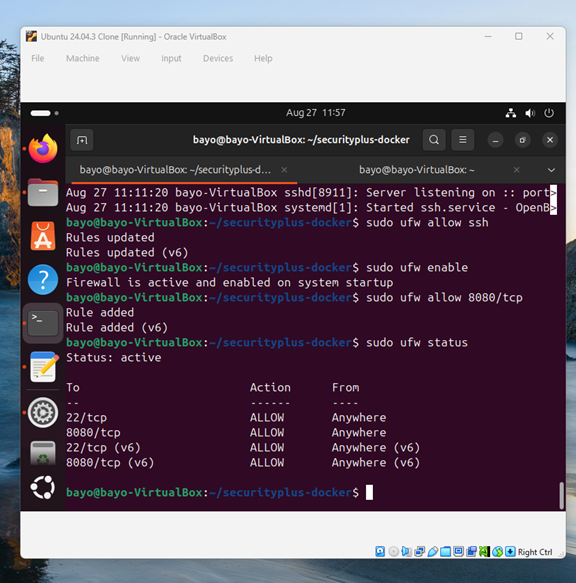 Ubuntu 24.04.3 Clone [Running] - Oracle VirtualBox
File Machine View Input Devices Help
Aug 27 11:57
bayo@bayo-VirtualBox: ~/securityplus-docker
bayo@bayo-VirtualBox: ~/securityplus-d... bayo@bayo-VirtualBox: ~
Aug 27 11:11:20 bayo-VirtualBox sshd[8911]: Server listening on :: port>
Aug 27 11:11:20 bayo-VirtualBox systemd[1]: Started ssh.service - OpenB>
bayo@bayo-VirtualBox:~/securityplus-docker$ sudo ufw allow ssh
Rules updated
Rules updated (v6)
bayo@bayo-VirtualBox:~/securityplus-docker$ sudo ufw enable
Firewall is active and enabled on system startup
bayo@bayo-VirtualBox:~/securityplus-docker$ sudo ufw allow 8080/tcp
Rule added
Rule added (v6)
bayo@bayo-VirtualBox:~/securityplus-docker$ sudo ufw status
Status: active
To Action From
-- ------ ----
22/tcp ALLOW Anywhere
8080/tcp ALLOW Anywhere
22/tcp (v6) ALLOW Anywhere (v6)
8080/tcp (v6) ALLOW Anywhere (v6)
bayo@bayo-VirtualBox:~/securityplus-docker$
Right Ctrl